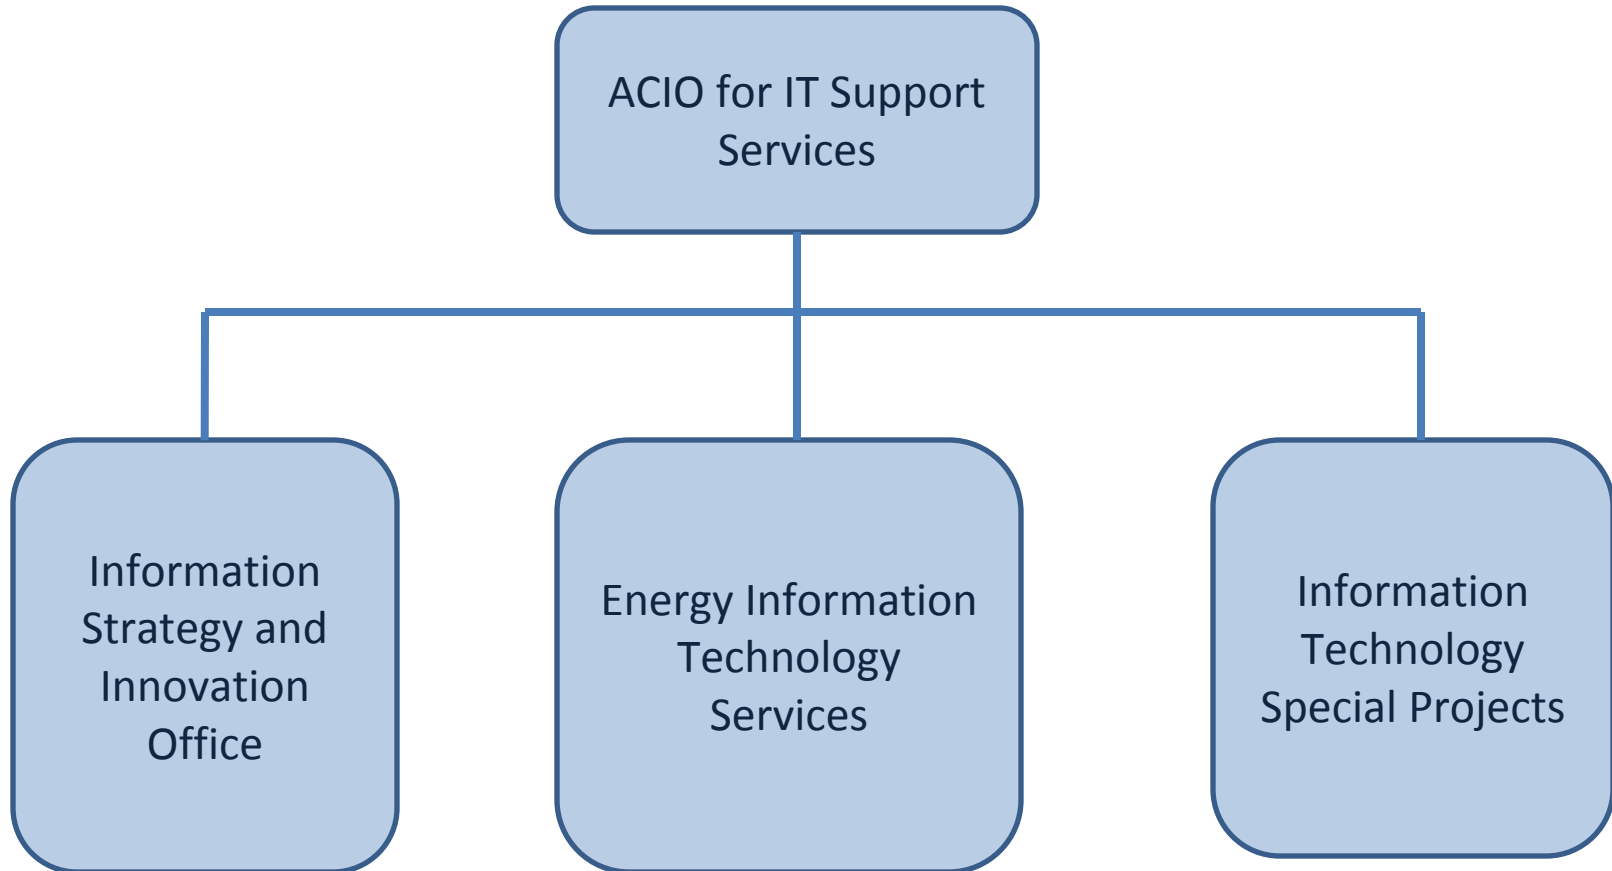 ACIO for IT Support
Services
Information
Strategy and
Innovation
Office
Energy Information
Technology
Services
Information
Technology
Special Projects